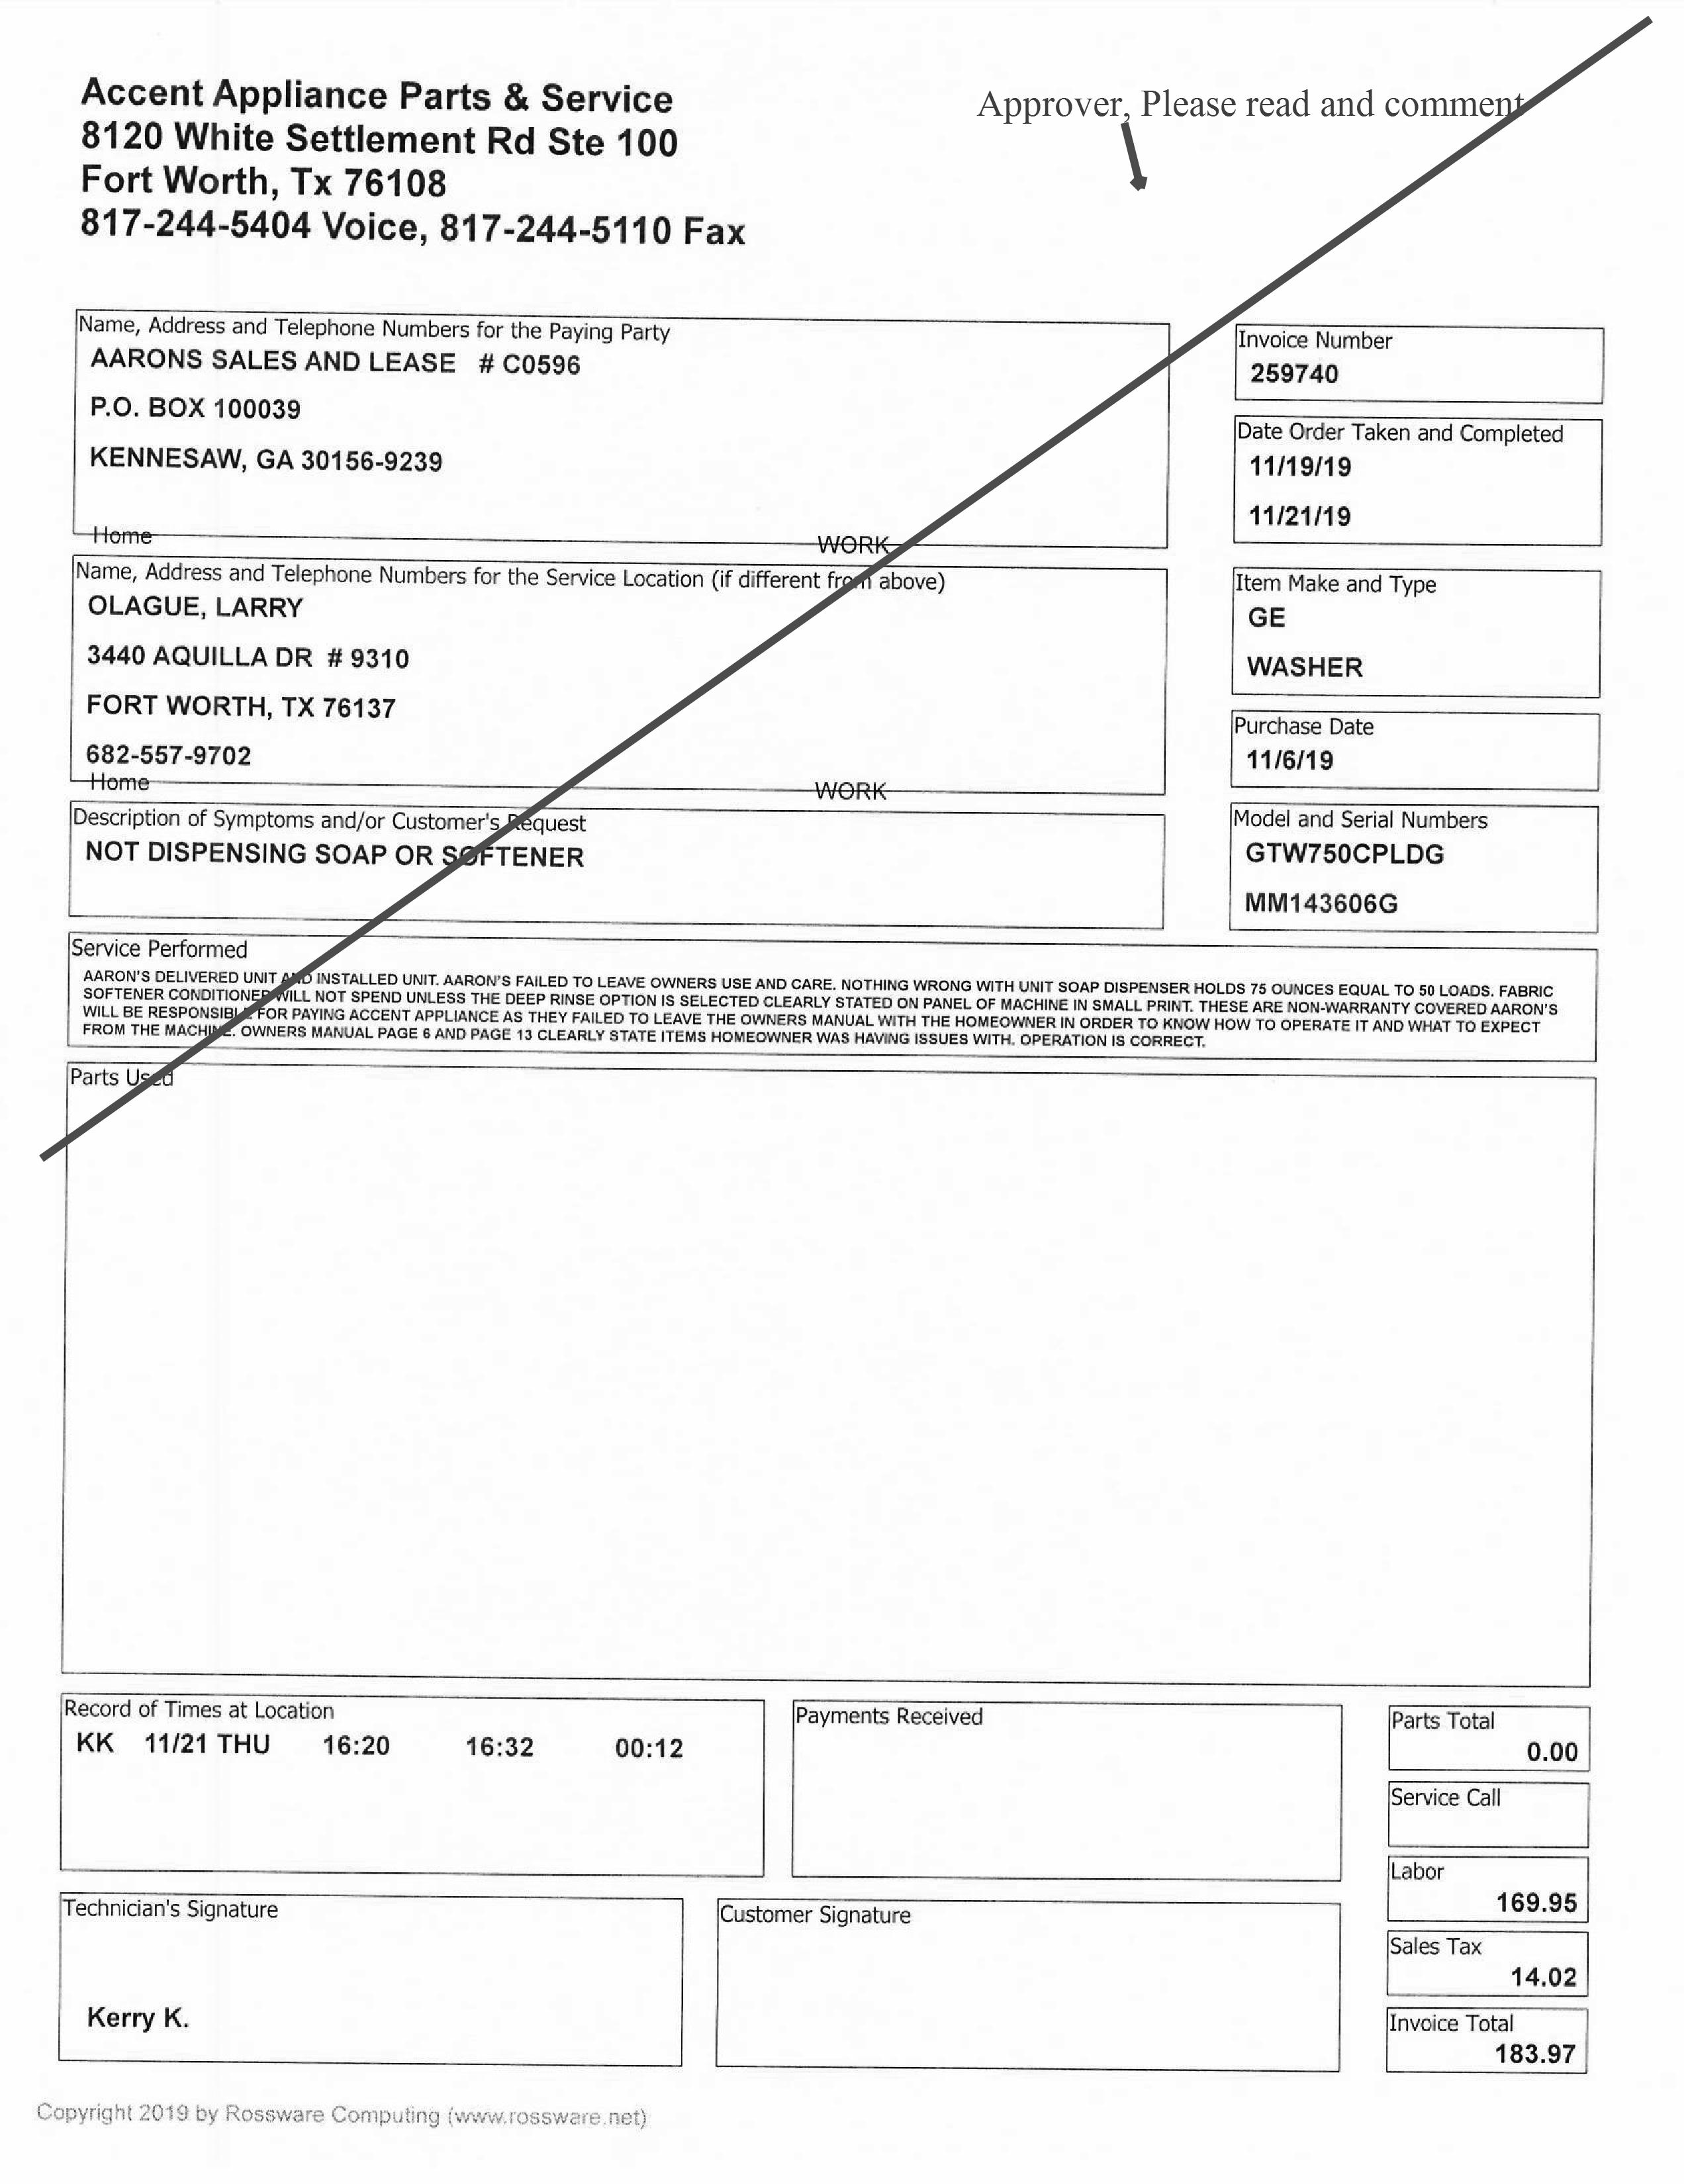 Accent Appliance Parts & Service
8120 White Settlement Rd Ste 100
Fort Worth, Tx 76108
817-244-5404 Voice, 817-244-5110 Fax
Approver, Please read and comment
Name, Address and Telephone Numbers for the Paying Party
AARONS SALES AND LEASE # C0596
P.O. BOX 100039
KENNESAW, GA 30156-9239
Home WORK
Invoice Number
259740
Date Order Taken and Completed
11/19/19
11/21/19
Name, Address and Telephone Numbers for the Service Location (if different from above)
OLAGUE, LARRY
3440 AQUILLA DR # 9310
FORT WORTH, TX 76137
682-557-9702
Home WORK
Item Make and Type
GE
WASHER
Purchase Date
11/6/19
Description of Symptoms and/or Customer's Request
NOT DISPENSING SOAP OR SOFTENER
Model and Serial Numbers
GTW750CPLDG
MM143606G
Service Performed
AARON'S DELIVERED UNIT AND INSTALLED UNIT. AARON'S FAILED TO LEAVE OWNERS USE AND CARE. NOTHING WRONG WITH UNIT SOAP DISPENSER HOLDS 75 OUNCES EQUAL TO 50 LOADS. FABRIC
SOFTENER CONDITIONER WILL NOT SPEND UNLESS THE DEEP RINSE OPTION IS SELECTED CLEARLY STATED ON PANEL OF MACHINE IN SMALL PRINT. THESE ARE NON-WARRANTY COVERED AARON'S
WILL BE RESPONSIBLE FOR PAYING ACCENT APPLIANCE AS THEY FAILED TO LEAVE THE OWNERS MANUAL WITH THE HOMEOWNER IN ORDER TO KNOW HOW TO OPERATE IT AND WHAT TO EXPECT
FROM THE MACHINE. OWNERS MANUAL PAGE 6 AND PAGE 13 CLEARLY STATE ITEMS HOMEOWNER WAS HAVING ISSUES WITH. OPERATION IS CORRECT.
Parts Used
Record of Times at Location
KK 11/21 THU 16:20 16:32 00:12
Payments Received
Parts Total
0.00
Service Call
Labor
169.95
Sales Tax
14.02
Invoice Total
183.97
Technician's Signature
Kerry K.
Customer Signature
Copyright 2019 by Rossware Computing (www.rossware.net)